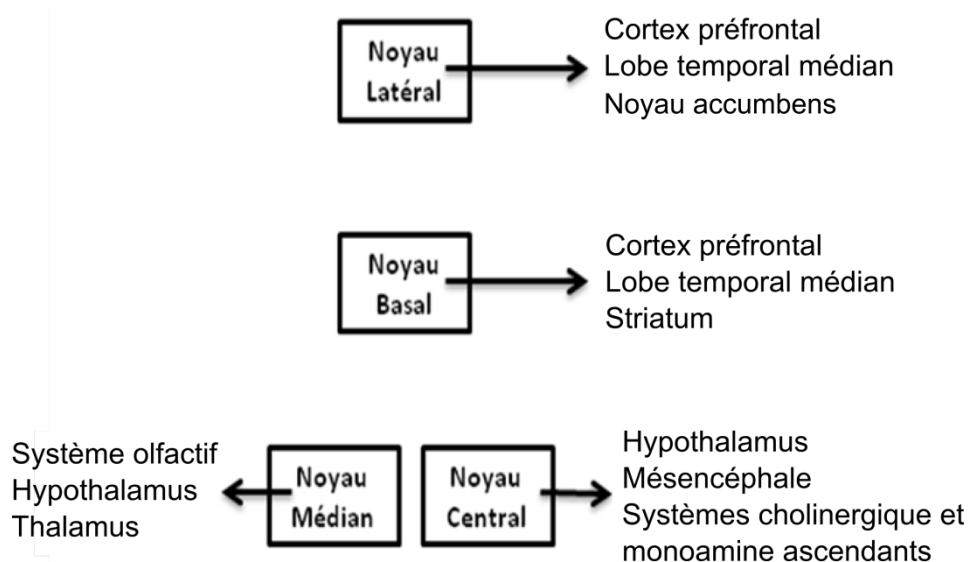 Noyau
Latéral
Cortex préfrontal
Lobe temporal médian
Noyau accumbens
Noyau
Basal
Cortex préfrontal
Lobe temporal médian
Striatum
Système olfactif
Hypothalamus
Thalamus
Noyau
Médian
Noyau
Central
Hypothalamus
Mésencéphale
Systèmes cholinergique et
monoamine ascendants